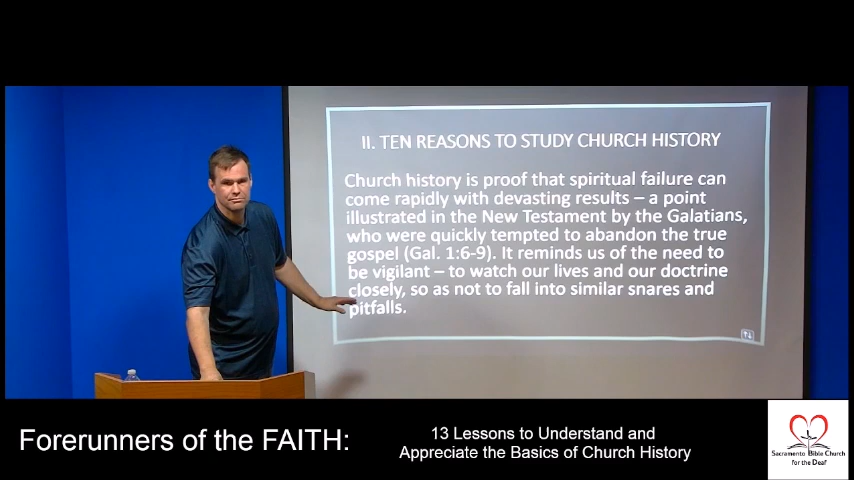 II. TEN REASONS TO STUDY CHURCH HISTORY
Church history is proof that spiritual failure can
come rapidly with devasting results – a point
illustrated in the New Testament by the Galatians,
who were quickly tempted to abandon the true
gospel (Gal. 1:6-9). It reminds us of the need to
be vigilant – to watch our lives and our doctrine
closely, so as not to fall into similar snares and
pitfalls.
Forerunners of the FAITH:
13 Lessons to Understand and
Appreciate the Basics of Church History
Sacramento Bible Church
for the Deaf